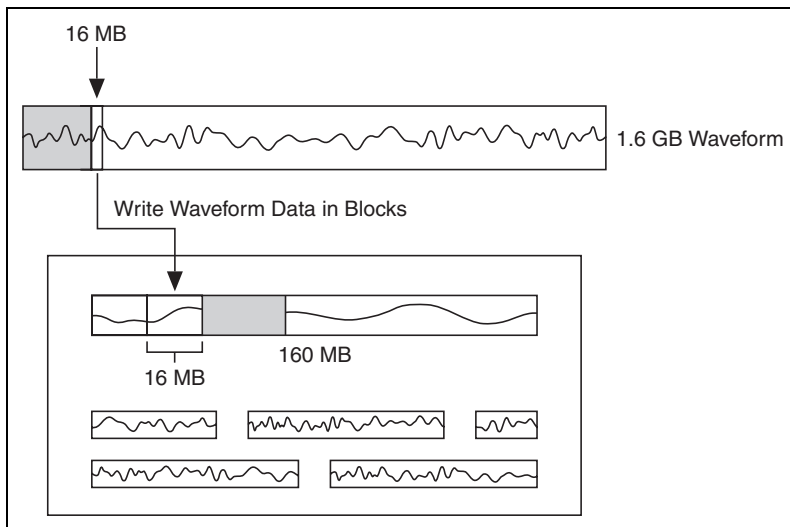 16 MB
1.6 GB Waveform
Write Waveform Data in Blocks
160 MB
16 MB